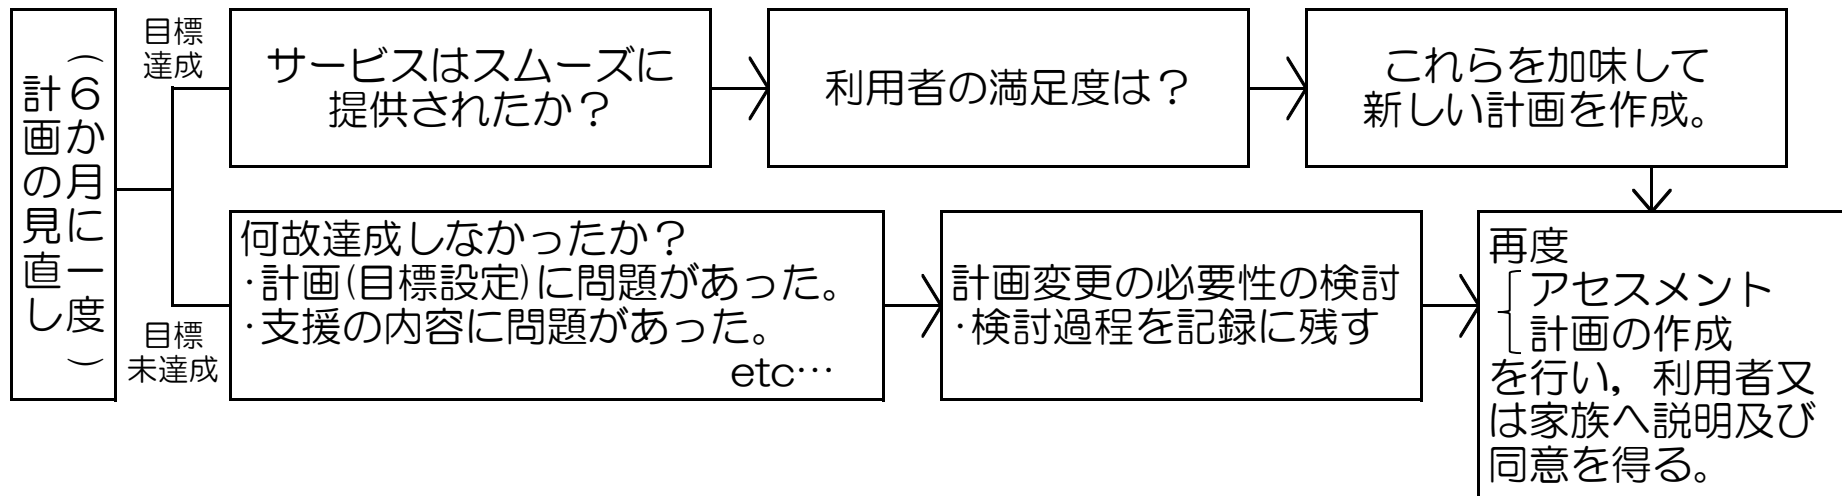 計画の見直し
（６か月に一度）
目標
達成
サービスはスムーズに
提供されたか？
利用者の満足度は？
これらを加味して
新しい計画を作成。
目標
未達成
何故達成しなかったか？
・計画(目標設定)に問題があった。
・支援の内容に問題があった。
etc…
計画変更の必要性の検討
・検討過程を記録に残す
再度
アセスメント
計画の作成
を行い，利用者又
は家族へ説明及び
同意を得る。